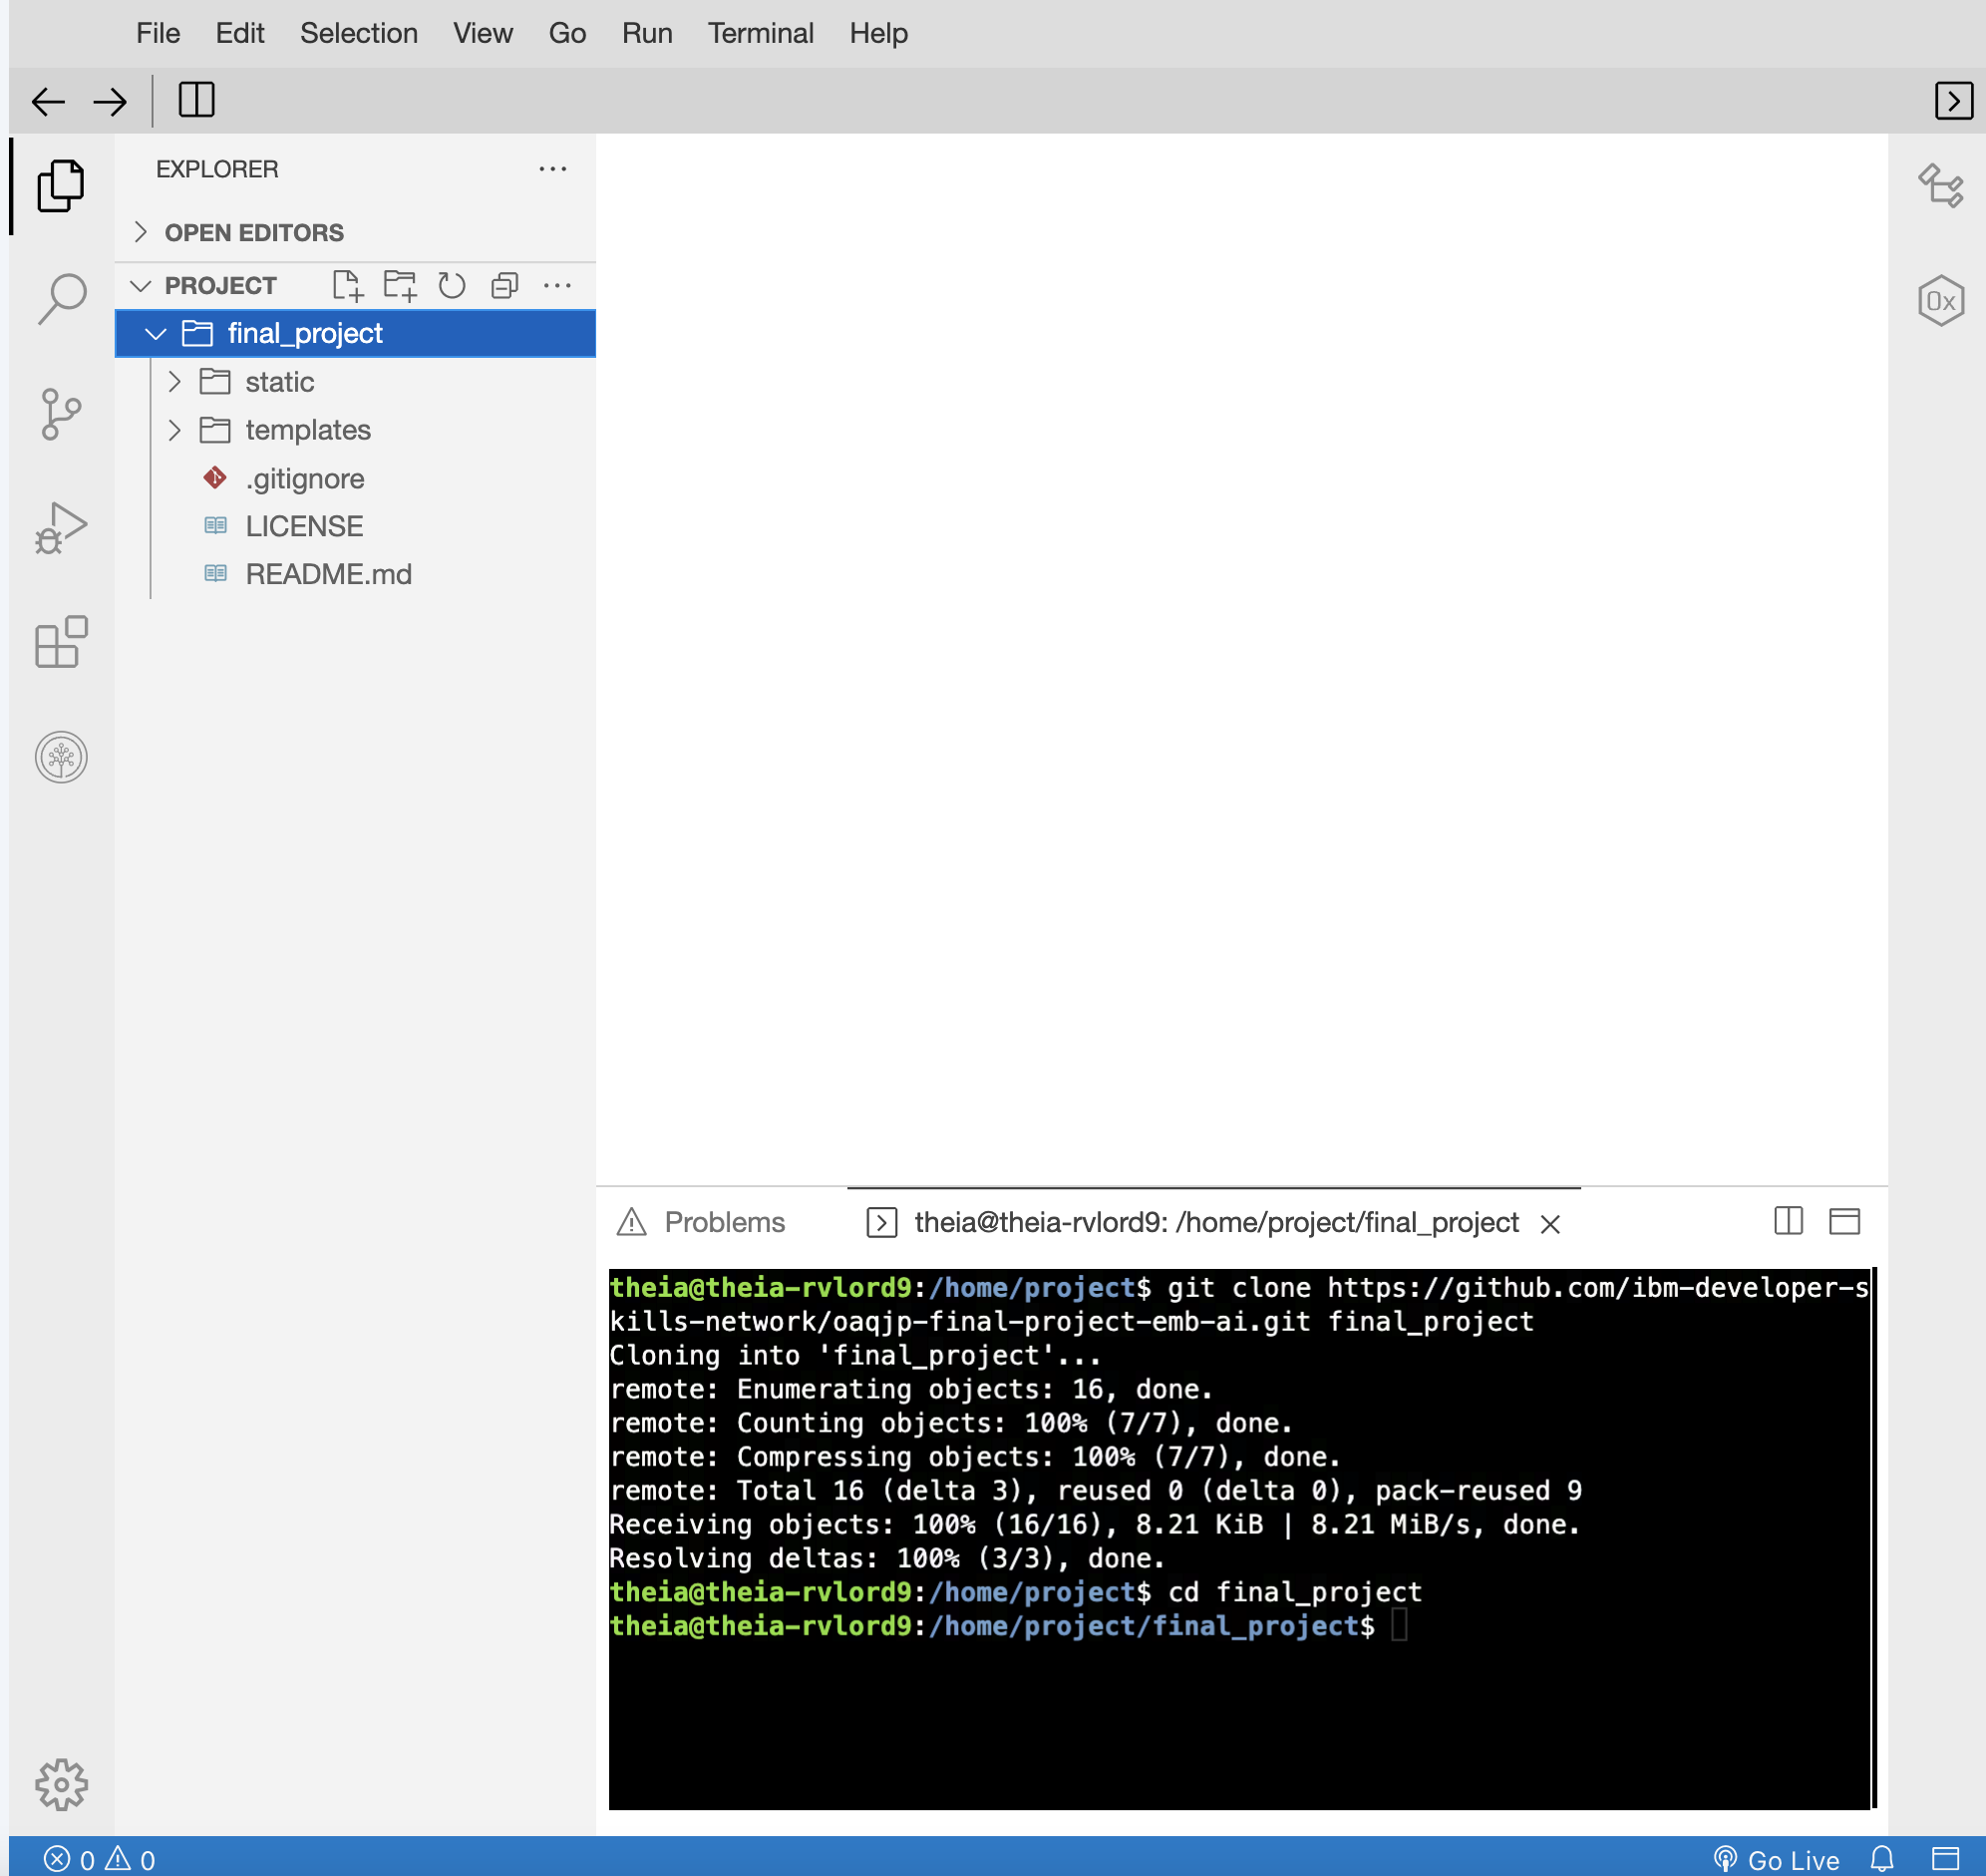 File Edit Selection View Go Run Terminal Help
EXPLORER
OPEN EDITORS
PROJECT
final_project
static
templates
.gitignore
LICENSE
README.md
0x
Problems
theia@theia-rvlord9: /home/project/final_project
theia@theia-rvlord9:/home/project$ git clone https://github.com/ibm-developer-s
kills-network/oaqjp-final-project-emb-ai.git final_project
Cloning into 'final_project'...
remote: Enumerating objects: 16, done.
remote: Counting objects: 100% (7/7), done.
remote: Compressing objects: 100% (7/7), done.
remote: Total 16 (delta 3), reused 0 (delta 0), pack-reused 9
Receiving objects: 100% (16/16), 8.21 KiB | 8.21 MiB/s, done.
Resolving deltas: 100% (3/3), done.
theia@theia-rvlord9:/home/project$ cd final_project
theia@theia-rvlord9:/home/project/final_project$
0 0 Go Live